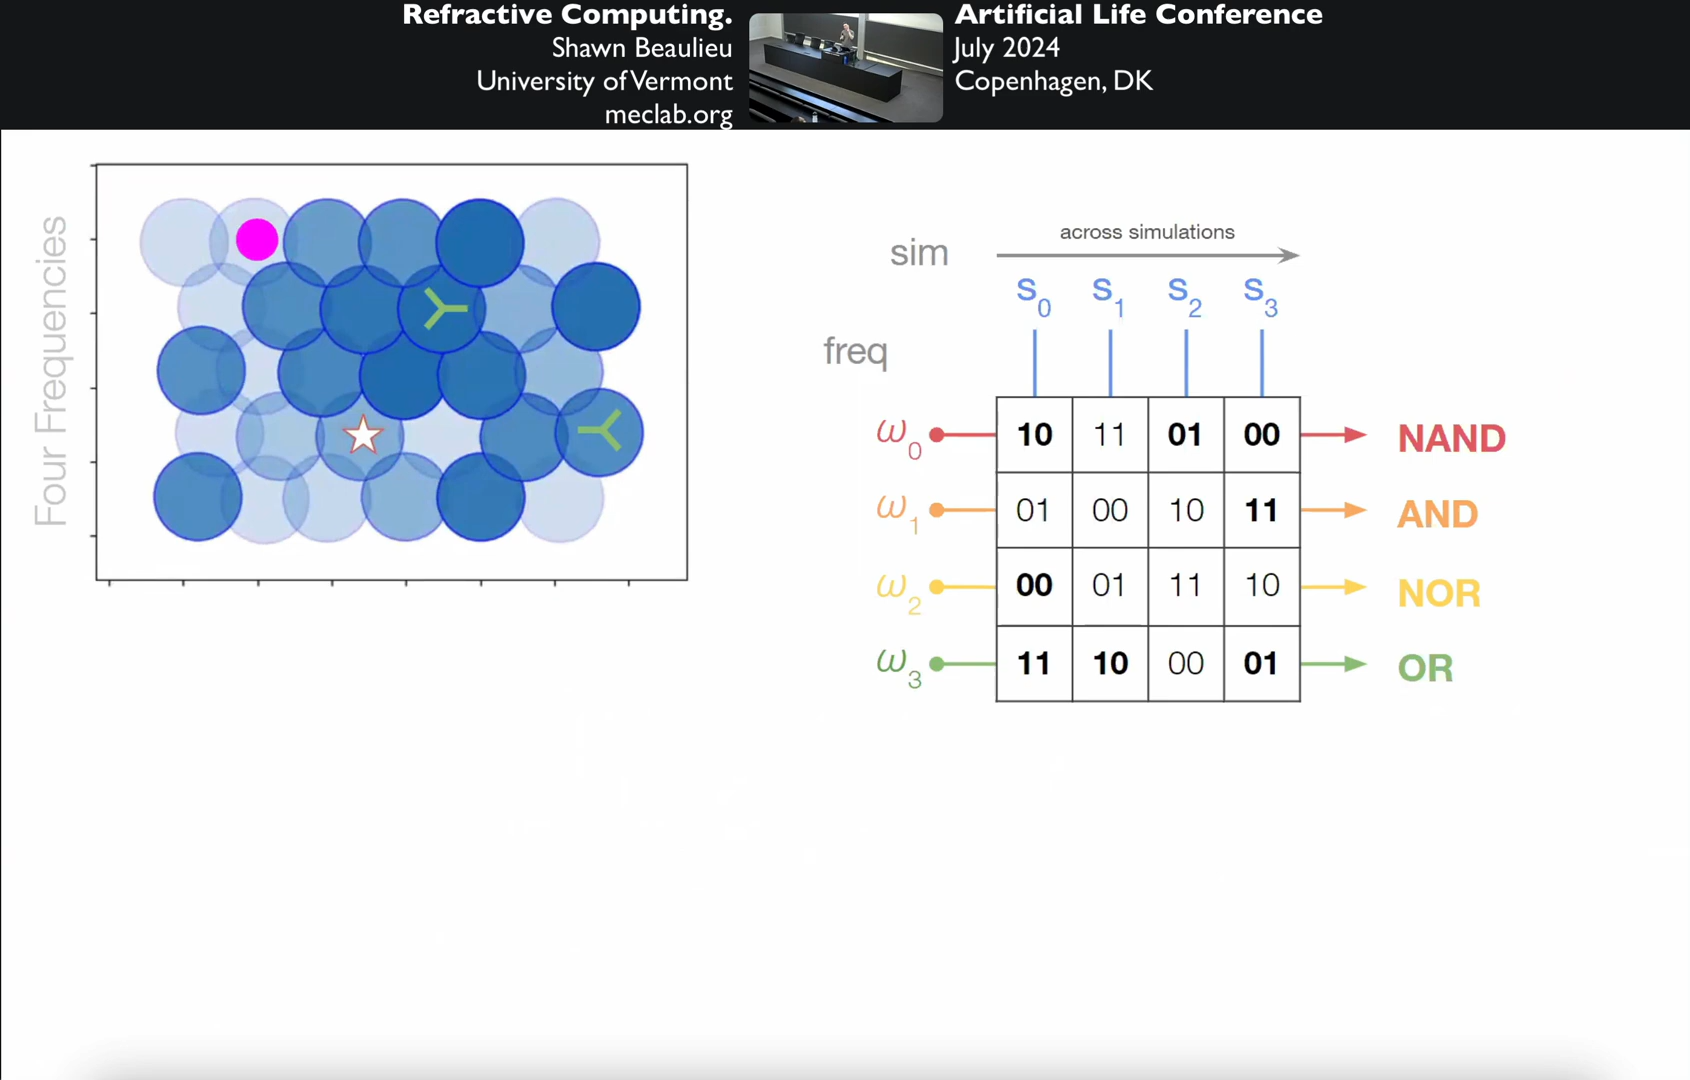 Refractive Computing.
Shawn Beaulieu
University of Vermont
meclab.org
Artificial Life Conference
July 2024
Copenhagen, DK
Four Frequencies
sim
across simulations
S0 S1 S2 S3
freq
ω0 10 11 01 00 NAND
ω1 01 00 10 11 AND
ω2 00 01 11 10 NOR
ω3 11 10 00 01 OR